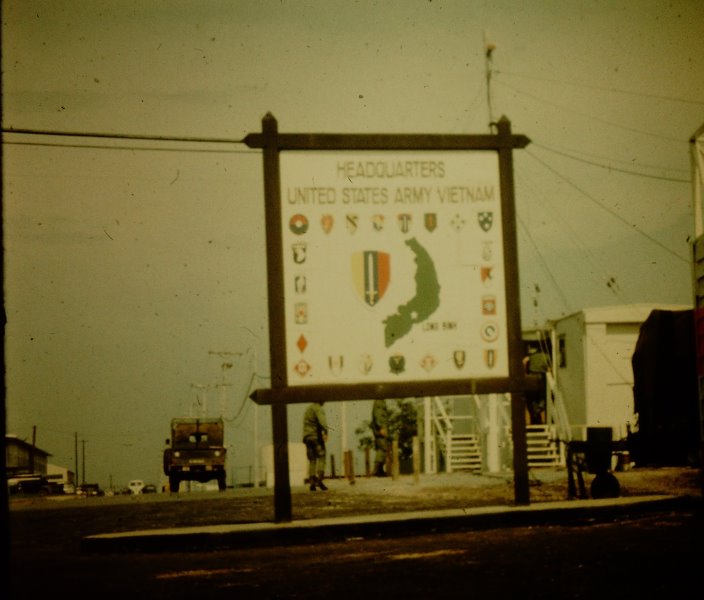 HEADQUARTERS
UNITED STATES ARMY VIETNAM
LONG BINH